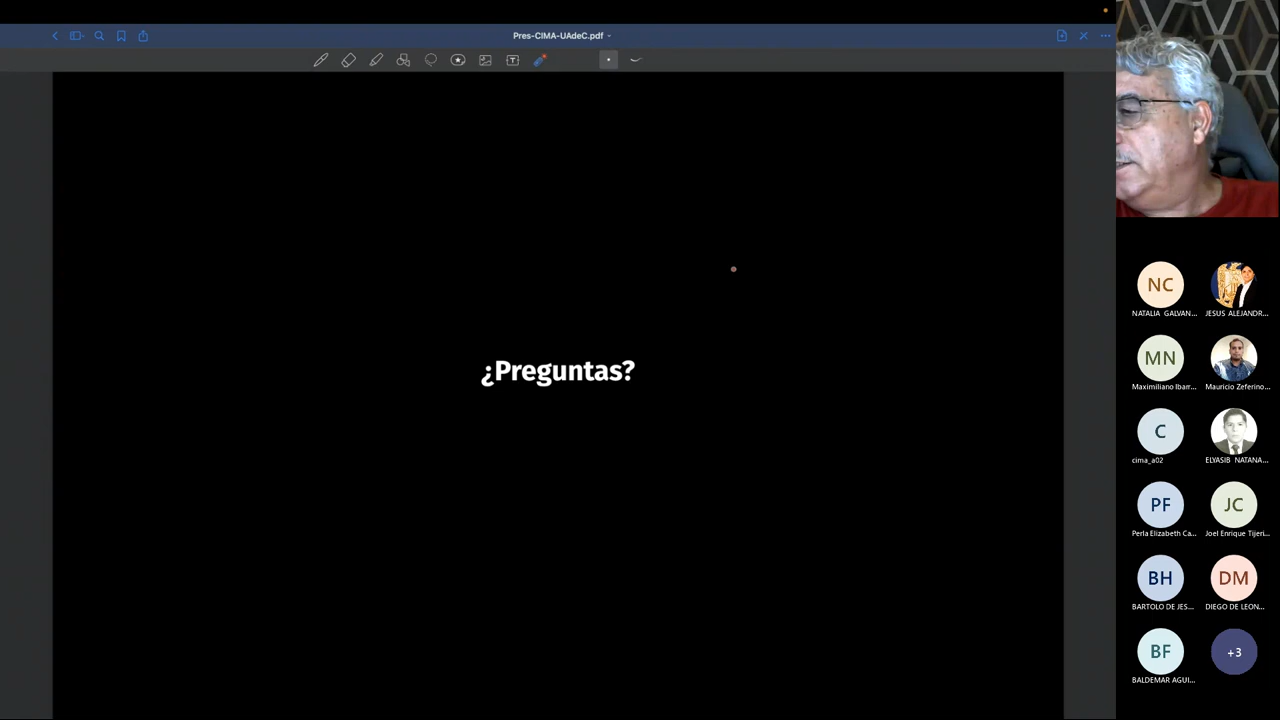 Pres-CIMA-UAdeC.pdf
T
¿Preguntas?
NC
NATALIA GALVAN...
JESUS ALEJANDR...
MN
Maximiliano Ibarr...
Mauricio Zeferino...
C
cima_a02
ELYASIB NATANA...
PF
Perla Elizabeth Ca...
JC
Joel Enrique Tijeri...
BH
BARTOLO DE JES...
DM
DIEGO DE LEON...
BF
BALDEMAR AGUI...
+3